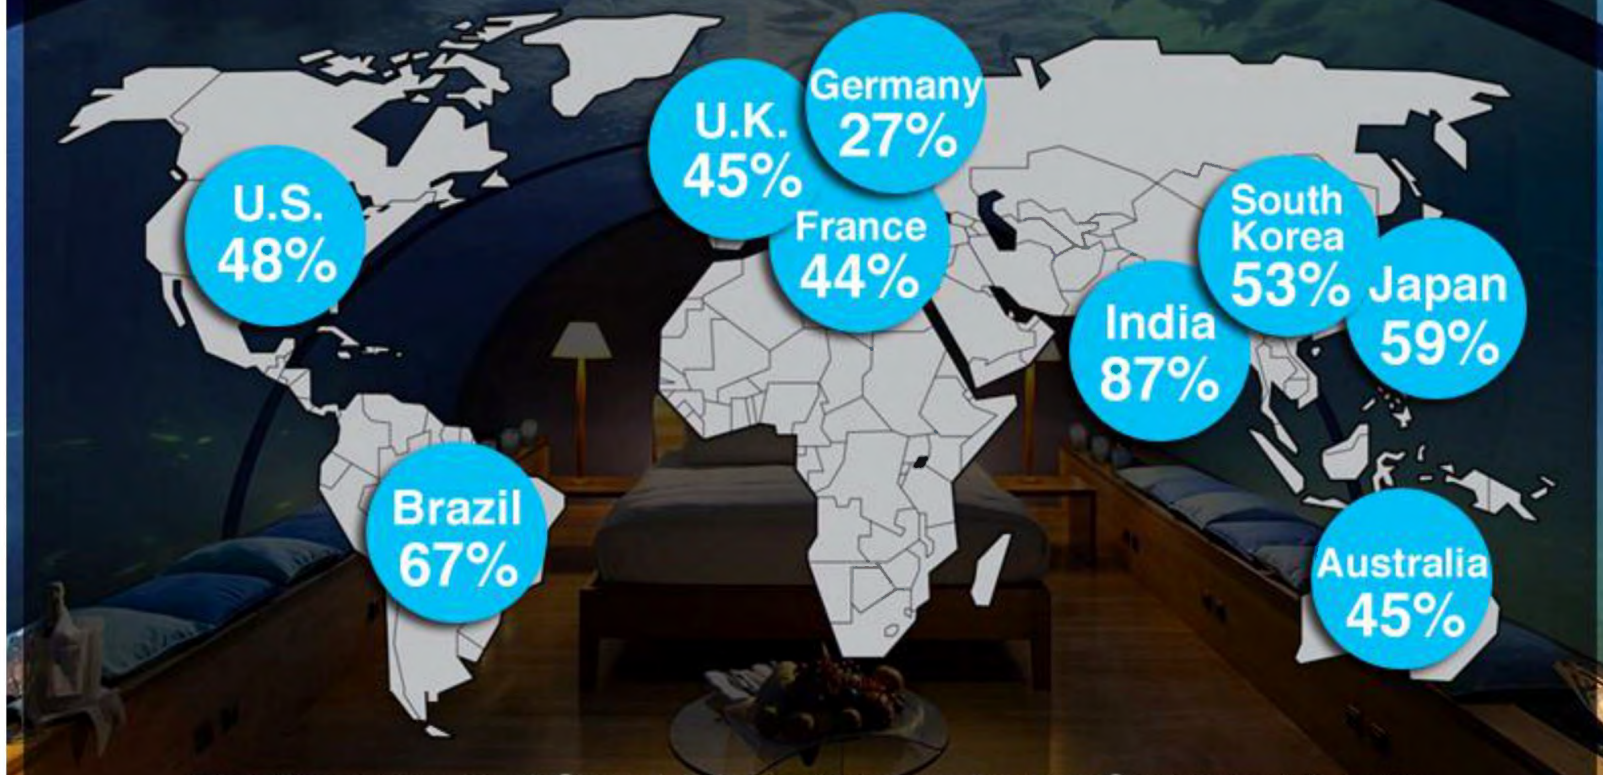 Germany
27%
U.K.
45%
U.S.
48%
France
44%
South
Korea
53%
Japan
59%
India
87%
Brazil
67%
Australia
45%